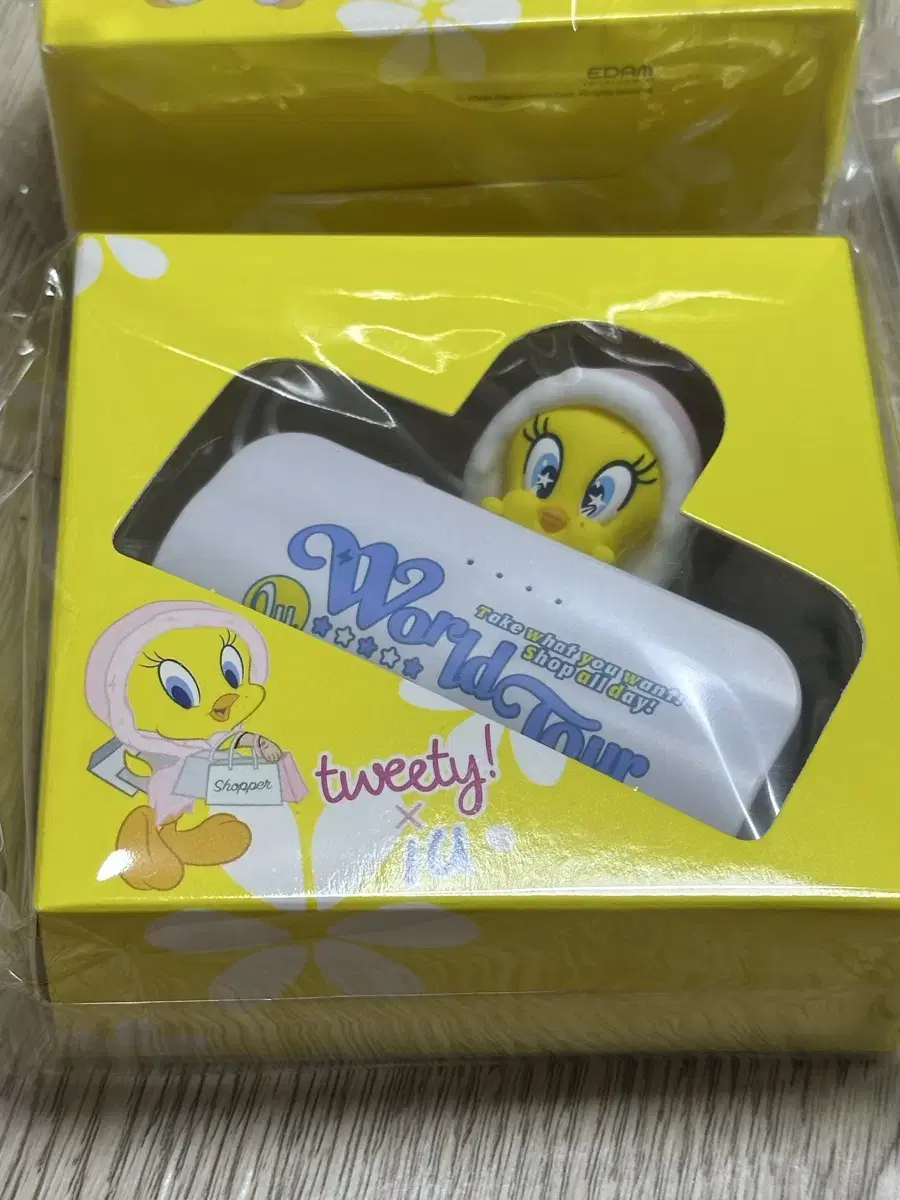 EDAM
World Tour
Take what you want!
Shop all day!
Shopper
tweety!
×
IU